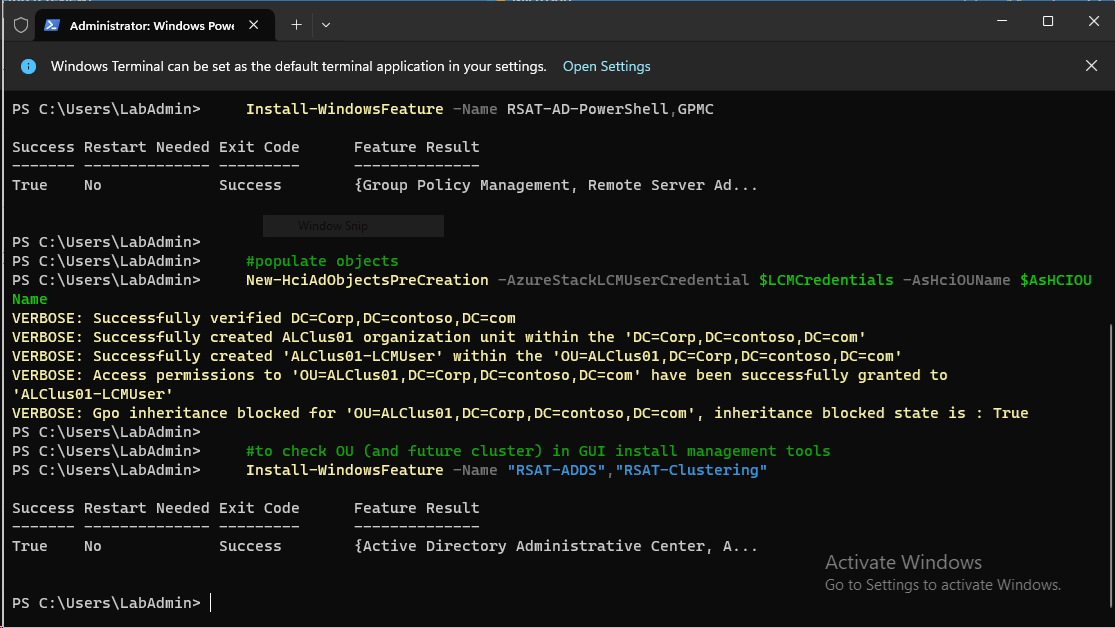 Administrator: Windows Powe
Windows Terminal can be set as the default terminal application in your settings. Open Settings
PS C:\Users\LabAdmin>     Install-WindowsFeature -Name RSAT-AD-PowerShell,GPMC
Success Restart Needed Exit Code      Feature Result
------- -------------- ---------      --------------
True    No             Success        {Group Policy Management, Remote Server Ad...
Window Snip
PS C:\Users\LabAdmin>
PS C:\Users\LabAdmin>     #populate objects
PS C:\Users\LabAdmin>     New-HciAdObjectsPreCreation -AzureStackLCMUserCredential $LCMCredentials -AsHciOUName $AsHCIOU
Name
VERBOSE: Successfully verified DC=Corp,DC=contoso,DC=com
VERBOSE: Successfully created ALClus01 organization unit within the 'DC=Corp,DC=contoso,DC=com'
VERBOSE: Successfully created 'ALClus01-LCMUser' within the 'OU=ALClus01,DC=Corp,DC=contoso,DC=com'
VERBOSE: Access permissions to 'OU=ALClus01,DC=Corp,DC=contoso,DC=com' have been successfully granted to
'ALClus01-LCMUser'
VERBOSE: Gpo inheritance blocked for 'OU=ALClus01,DC=Corp,DC=contoso,DC=com', inheritance blocked state is : True
PS C:\Users\LabAdmin>
PS C:\Users\LabAdmin>     #to check OU (and future cluster) in GUI install management tools
PS C:\Users\LabAdmin>     Install-WindowsFeature -Name "RSAT-ADDS","RSAT-Clustering"
Success Restart Needed Exit Code      Feature Result
------- -------------- ---------      --------------
True    No             Success        {Active Directory Administrative Center, A...
Activate Windows
Go to Settings to activate Windows.
PS C:\Users\LabAdmin>